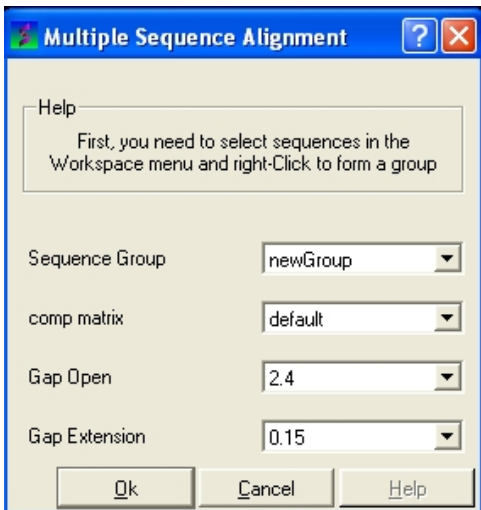 Multiple Sequence Alignment
Help
First, you need to select sequences in the
Workspace menu and right-Click to form a group
Sequence Group newGroup
comp matrix default
Gap Open 2.4
Gap Extension 0.15
Ok Cancel Help